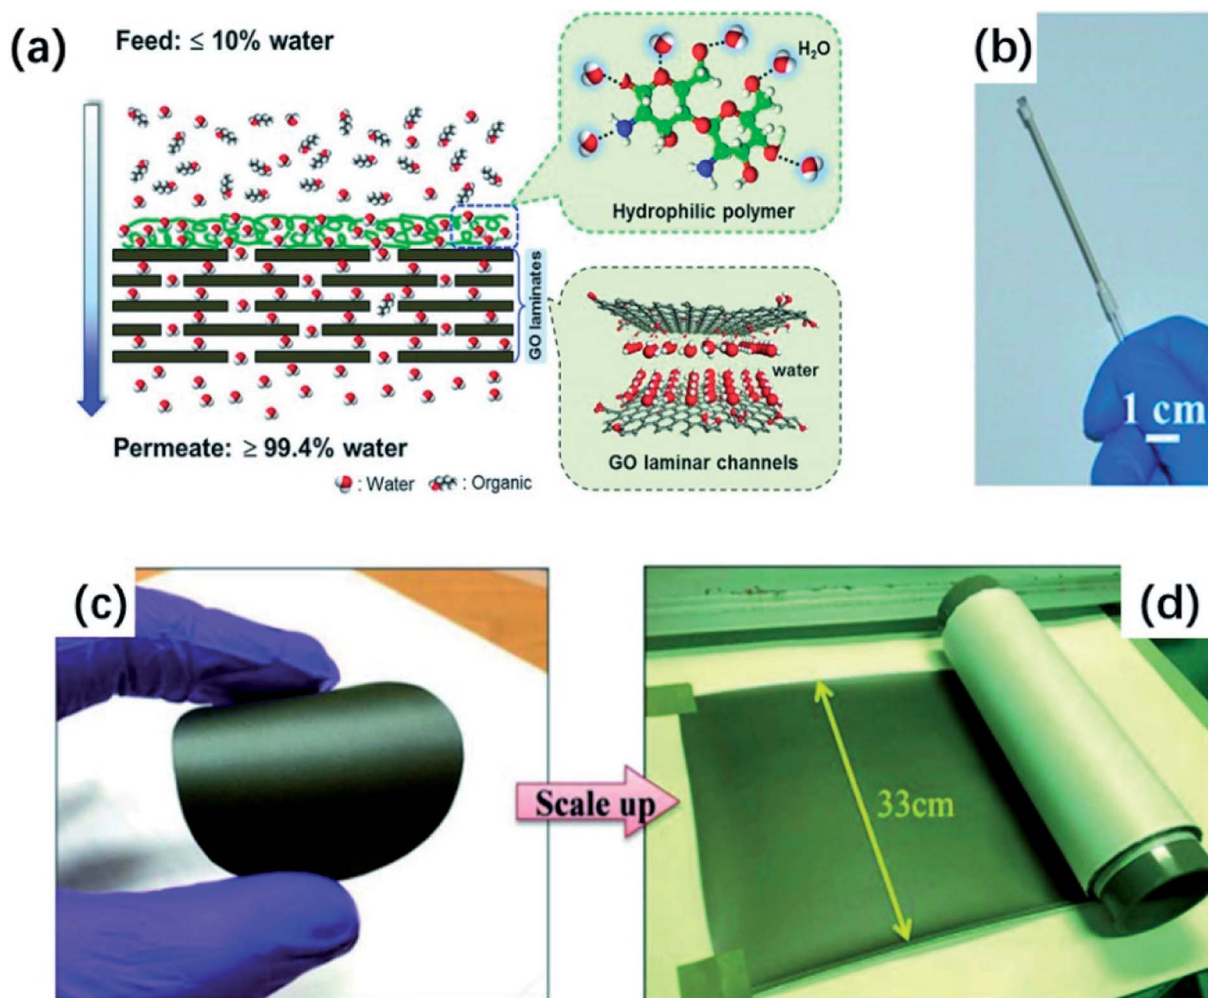 (a)
Feed: ≤ 10% water
H₂O
Hydrophilic polymer
GO laminates
water
GO laminar channels
Permeate: ≥ 99.4% water
: Water
: Organic
(b)
1 cm
(c)
Scale up
(d)
33cm